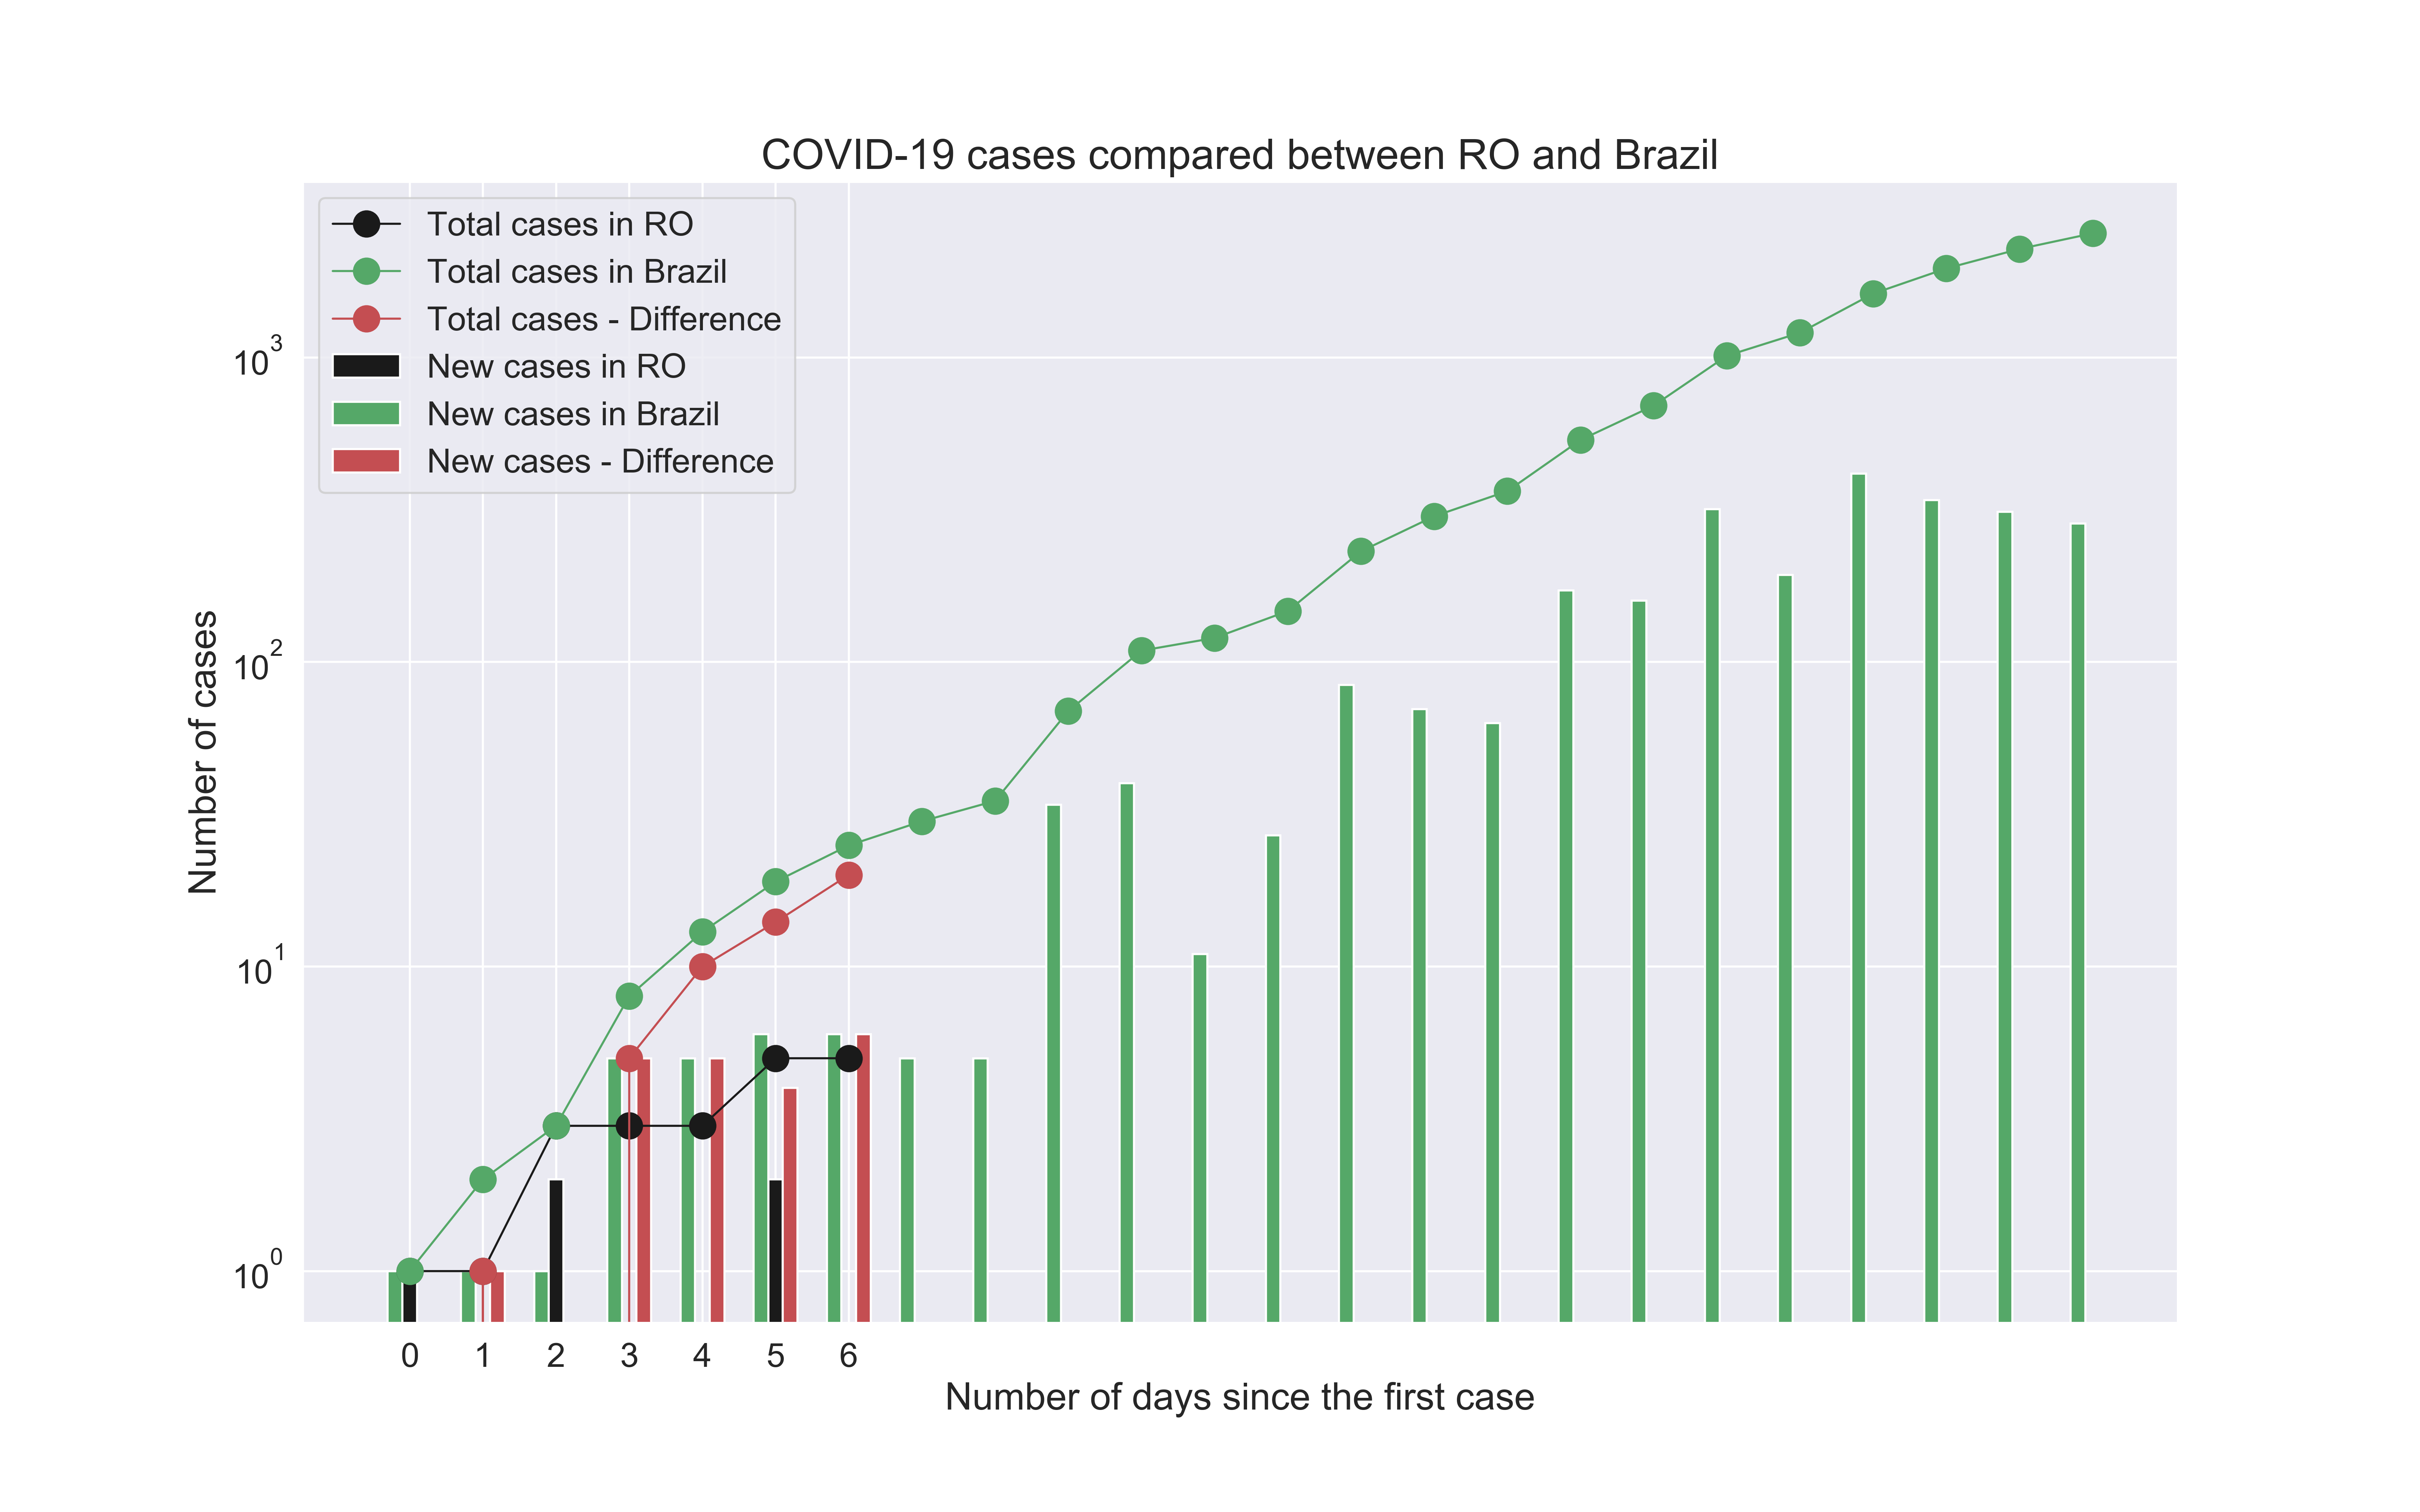 COVID-19 cases compared between RO and Brazil
Total cases in RO
Total cases in Brazil
Total cases - Difference
New cases in RO
New cases in Brazil
New cases - Difference
Number of cases
10³
10²
10¹
10⁰
0 1 2 3 4 5 6
Number of days since the first case